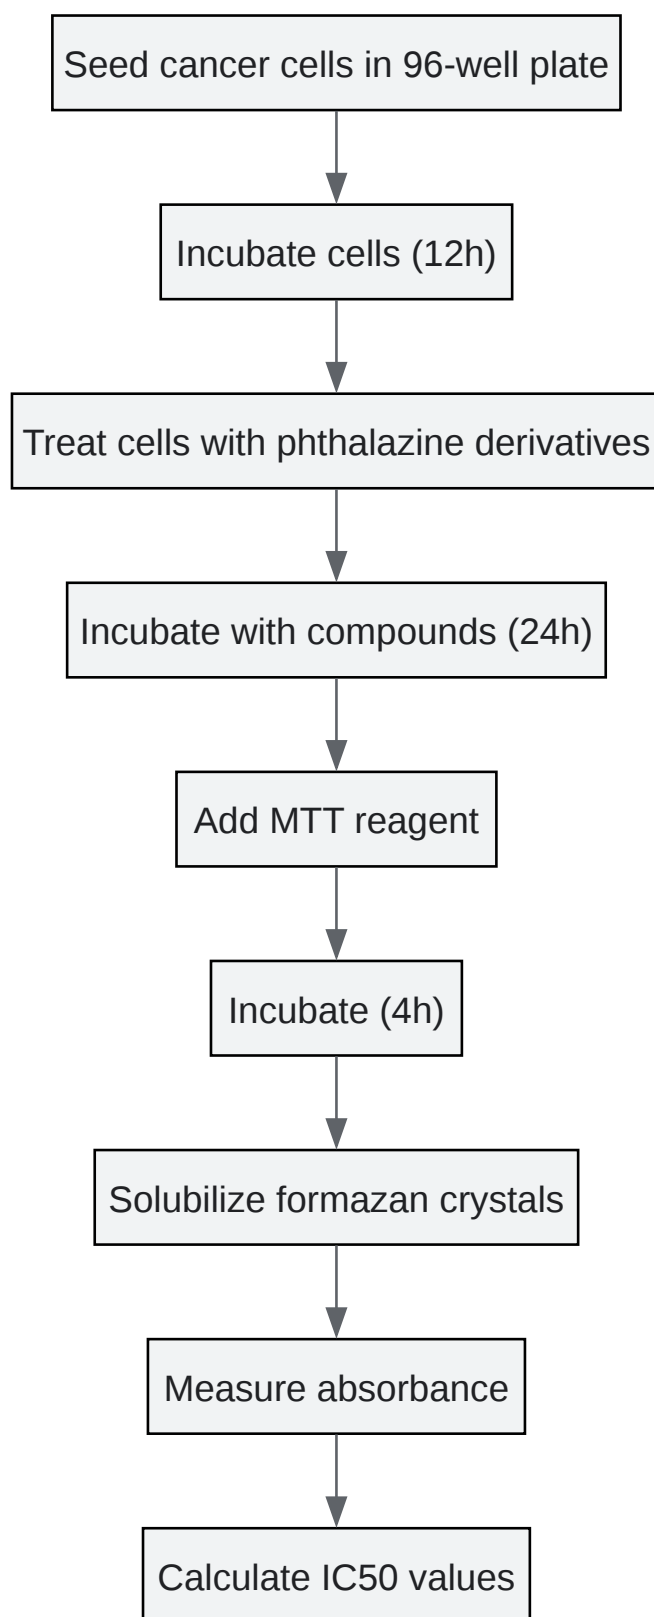 Seed cancer cells in 96-well plate
Incubate cells (12h)
Treat cells with phthalazine derivatives
Incubate with compounds (24h)
Add MTT reagent
Incubate (4h)
Solubilize formazan crystals
Measure absorbance
Calculate IC50 values